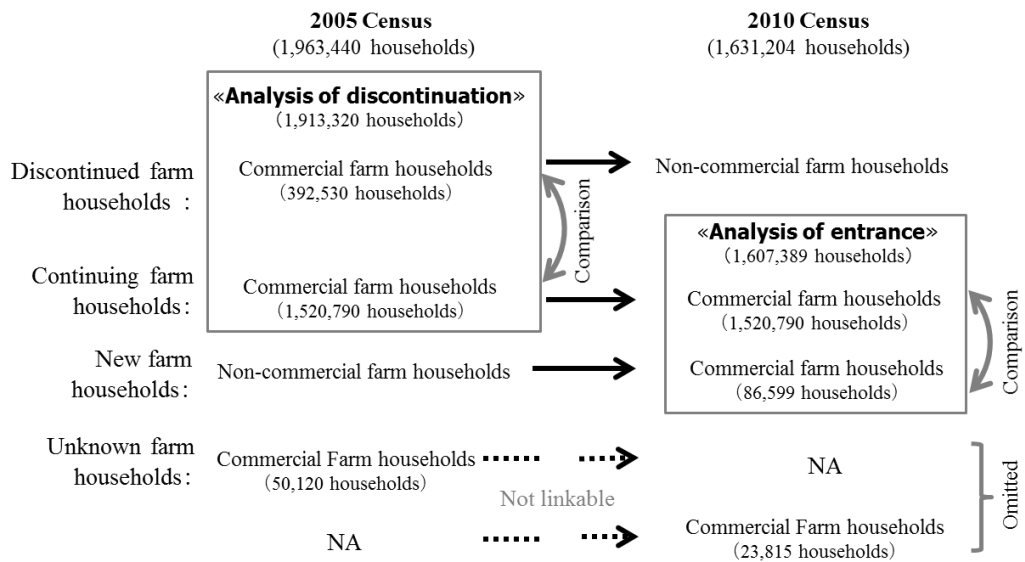 2005 Census
(1,963,440 households)
2010 Census
(1,631,204 households)
«Analysis of discontinuation»
(1,913,320 households)
Discontinued farm
households :
Commercial farm households
(392,530 households)
Non-commercial farm households
Comparison
«Analysis of entrance»
(1,607,389 households)
Continuing farm
households:
Commercial farm households
(1,520,790 households)
Commercial farm households
(1,520,790 households)
Comparison
New farm
households:
Non-commercial farm households
Commercial farm households
(86,599 households)
Unknown farm
households:
Commercial Farm households
(50,120 households)
NA
Not linkable
Omitted
NA
Commercial Farm households
(23,815 households)